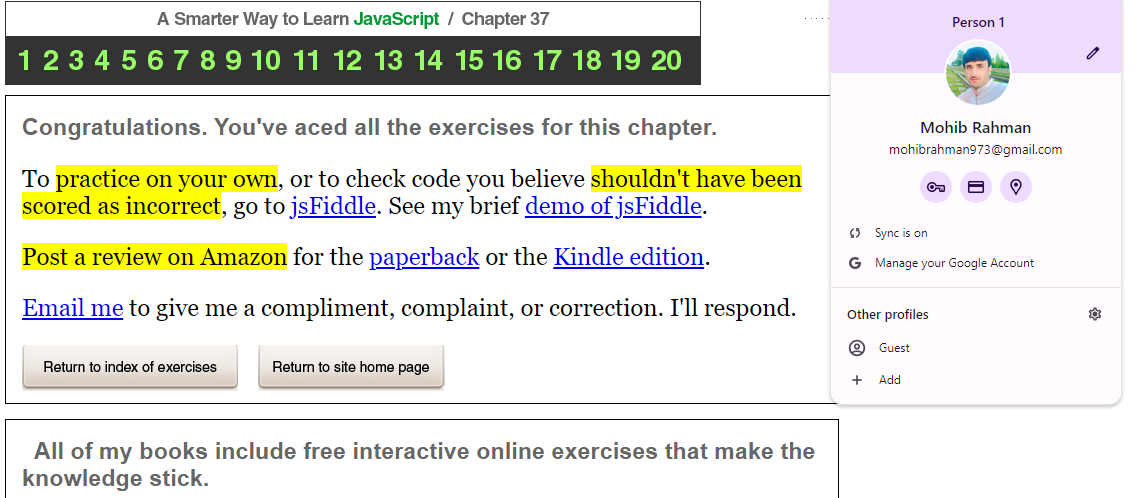 A Smarter Way to Learn JavaScript / Chapter 37
1 2 3 4 5 6 7 8 9 10 11 12 13 14 15 16 17 18 19 20
Congratulations. You've aced all the exercises for this chapter.
To practice on your own, or to check code you believe shouldn't have been
scored as incorrect, go to jsFiddle. See my brief demo of jsFiddle.
Post a review on Amazon for the paperback or the Kindle edition.
Email me to give me a compliment, complaint, or correction. I'll respond.
Return to index of exercises Return to site home page
All of my books include free interactive online exercises that make the
knowledge stick.
Person 1
Mohib Rahman
mohibrahman973@gmail.com
Sync is on
Manage your Google Account
Other profiles
Guest
Add